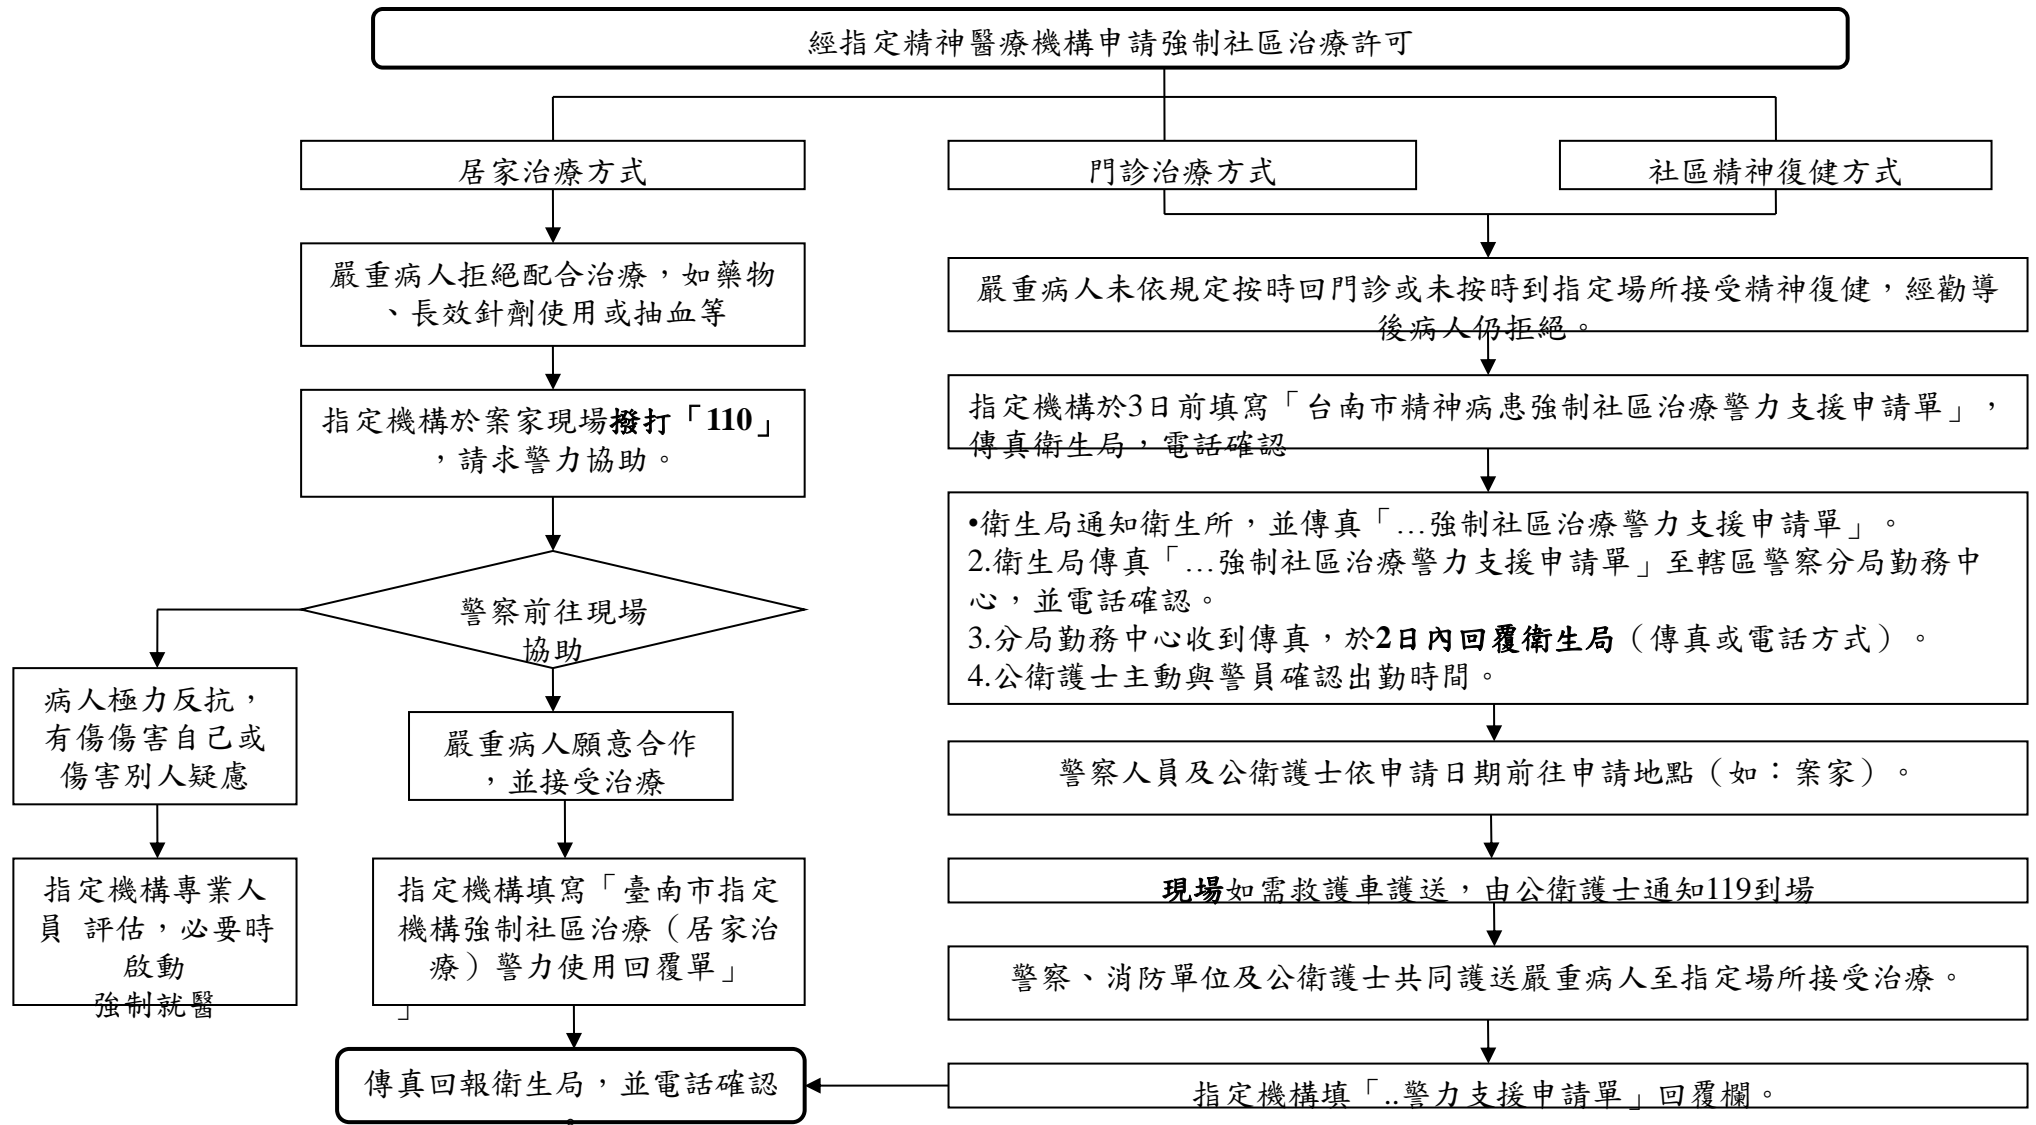 經指定精神醫療機構申請強制社區治療許可
居家治療方式
門診治療方式
社區精神復健方式
嚴重病人拒絕配合治療，如藥物
、長效針劑使用或抽血等
指定機構於案家現場撥打「110」
，請求警力協助。
警察前往現場
協助
病人極力反抗，
有傷傷害自己或
傷害別人疑慮
指定機構專業人
員 評估，必要時
啟動
強制就醫
嚴重病人願意合作
，並接受治療
指定機構填寫「臺南市指定
機構強制社區治療（居家治
療）警力使用回覆單」
」
嚴重病人未依規定按時回門診或未按時到指定場所接受精神復健，經勸導
後病人仍拒絕。
指定機構於3日前填寫「台南市精神病患強制社區治療警力支援申請單」，
傳真衛生局，電話確認
•衛生局通知衛生所，並傳真「…強制社區治療警力支援申請單」。
2.衛生局傳真「…強制社區治療警力支援申請單」至轄區警察分局勤務中
心，並電話確認。
3.分局勤務中心收到傳真，於2日內回覆衛生局（傳真或電話方式）。
4.公衛護士主動與警員確認出勤時間。
警察人員及公衛護士依申請日期前往申請地點（如：案家）。
現場如需救護車護送，由公衛護士通知119到場
警察、消防單位及公衛護士共同護送嚴重病人至指定場所接受治療。
指定機構填「..警力支援申請單」回覆欄。
傳真回報衛生局，並電話確認
。